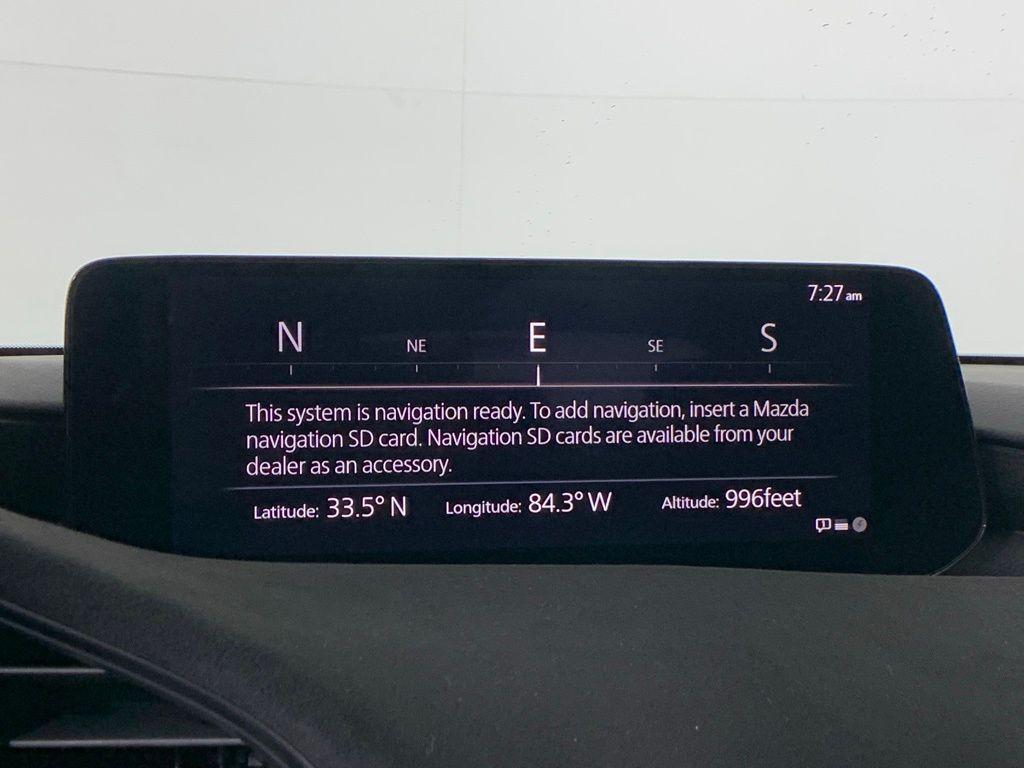 7:27am
N NE E SE S
This system is navigation ready. To add navigation, insert a Mazda
navigation SD card. Navigation SD cards are available from your
dealer as an accessory.
Latitude: 33.5° N Longitude: 84.3° W Altitude: 996feet